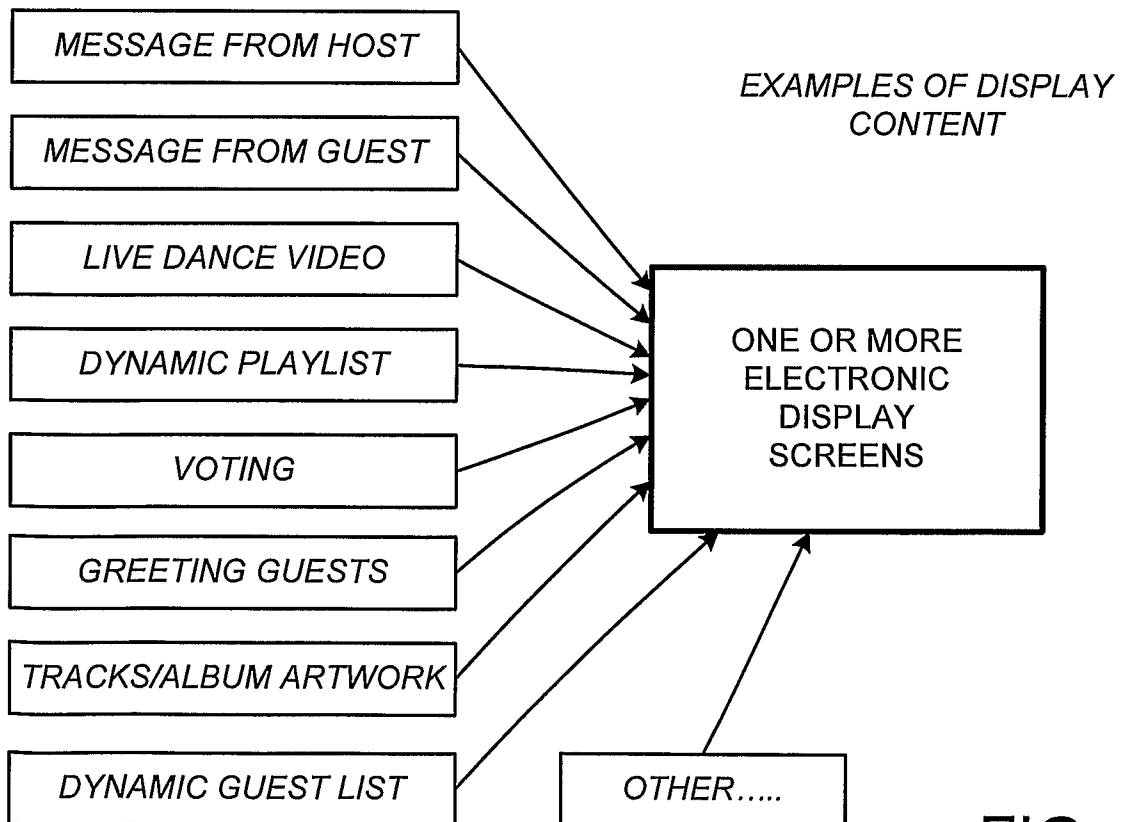 MESSAGE FROM HOST
EXAMPLES OF DISPLAY
CONTENT
MESSAGE FROM GUEST
LIVE DANCE VIDEO
DYNAMIC PLAYLIST
VOTING
GREETING GUESTS
TRACKS/ALBUM ARTWORK
DYNAMIC GUEST LIST
ONE OR MORE
ELECTRONIC
DISPLAY
SCREENS
OTHER.....